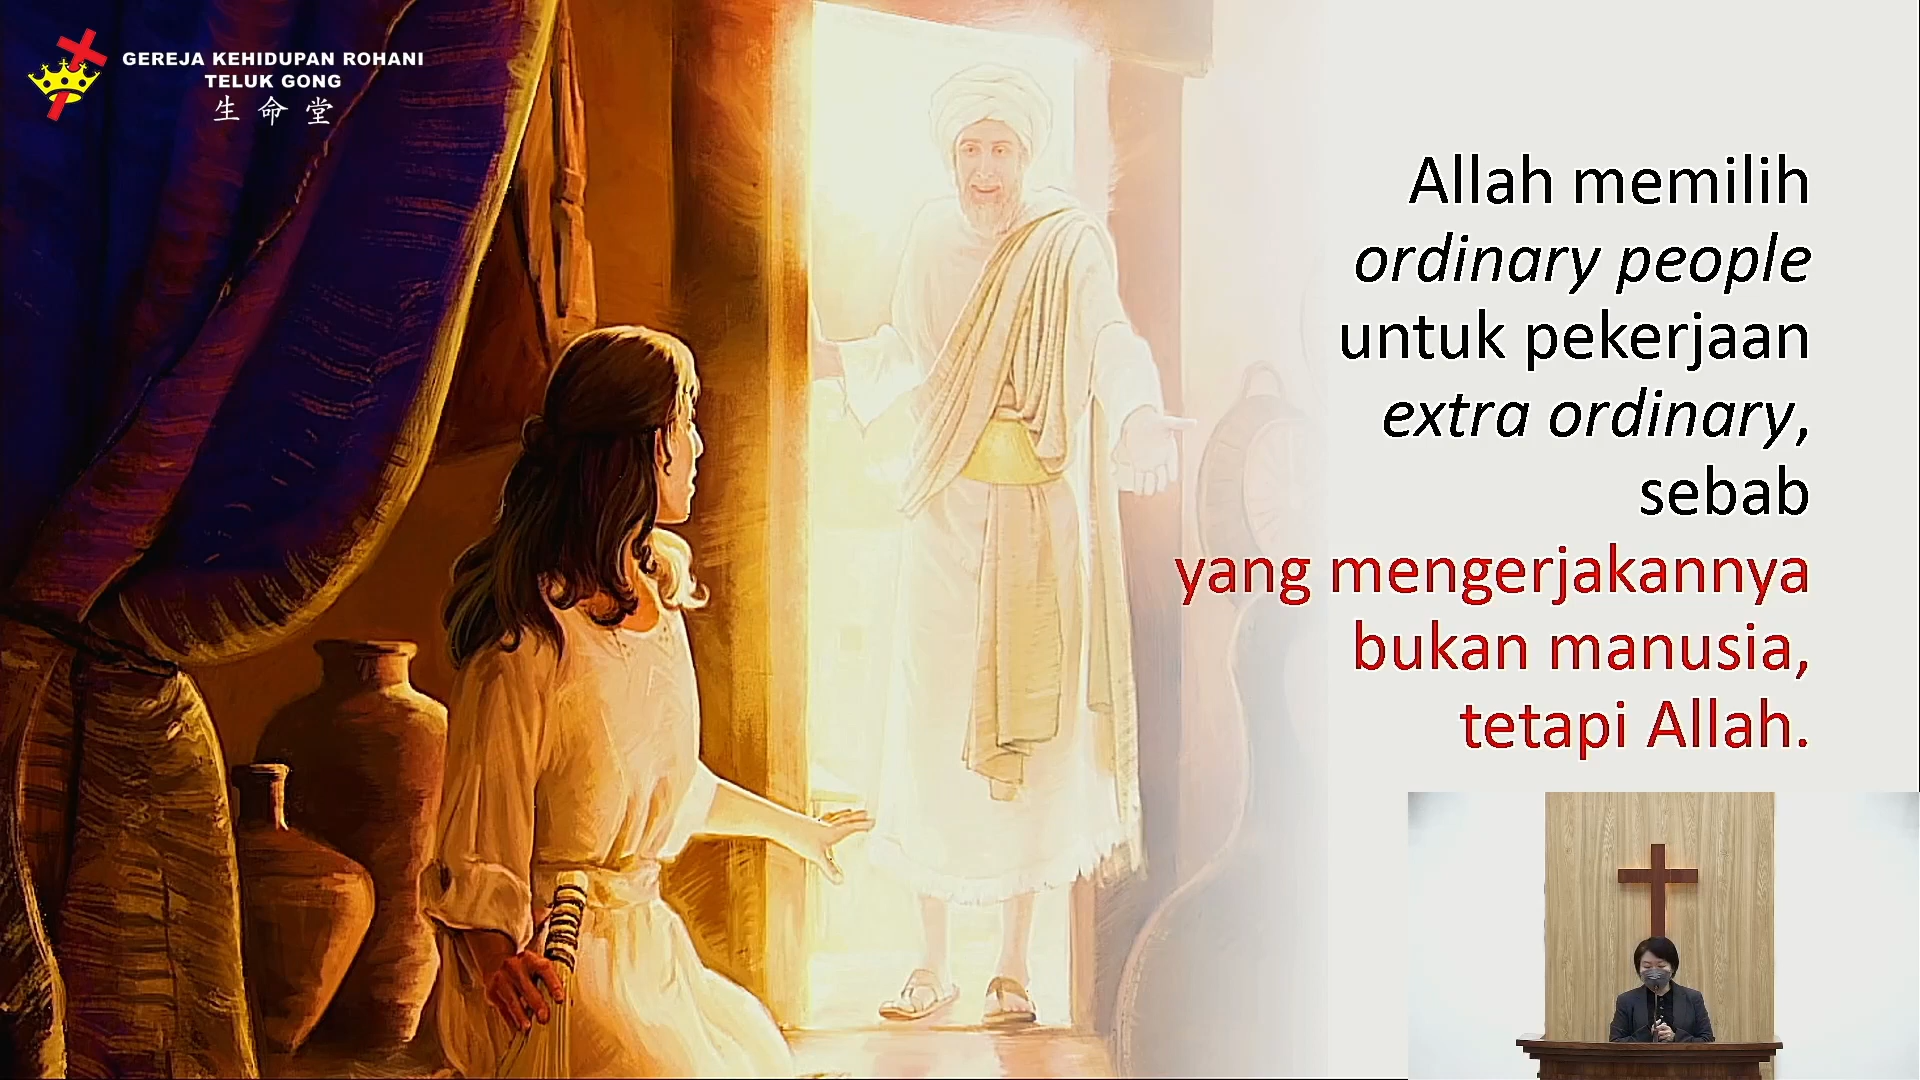 GEREJA KEHIDUPAN ROHANI
TELUK GONG
生命堂
Allah memilih
ordinary people
untuk pekerjaan
extra ordinary,
sebab
yang mengerjakannya
bukan manusia,
tetapi Allah.